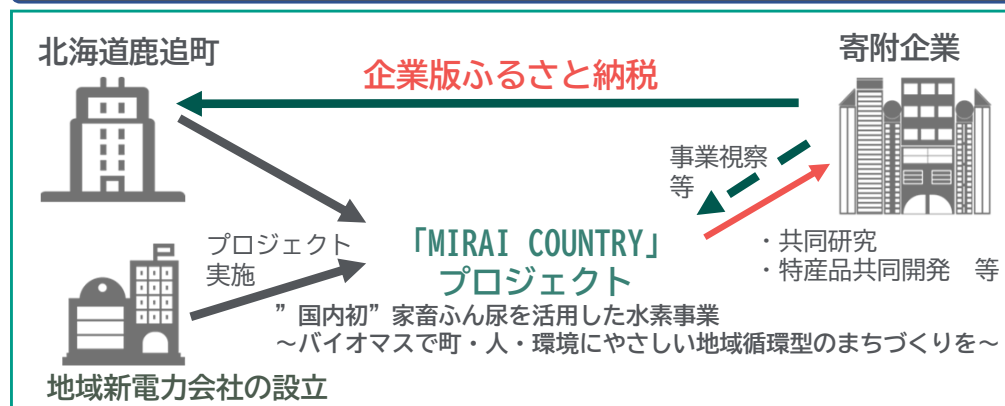 北海道鹿追町
寄附企業
企業版ふるさと納税
事業視察
等
プロジェクト
実施
「MIRAI COUNTRY」
プロジェクト
・共同研究
・特産品共同開発　等
”国内初”家畜ふん尿を活用した水素事業
～バイオマスで町・人・環境にやさしい地域循環型のまちづくりを～
地域新電力会社の設立